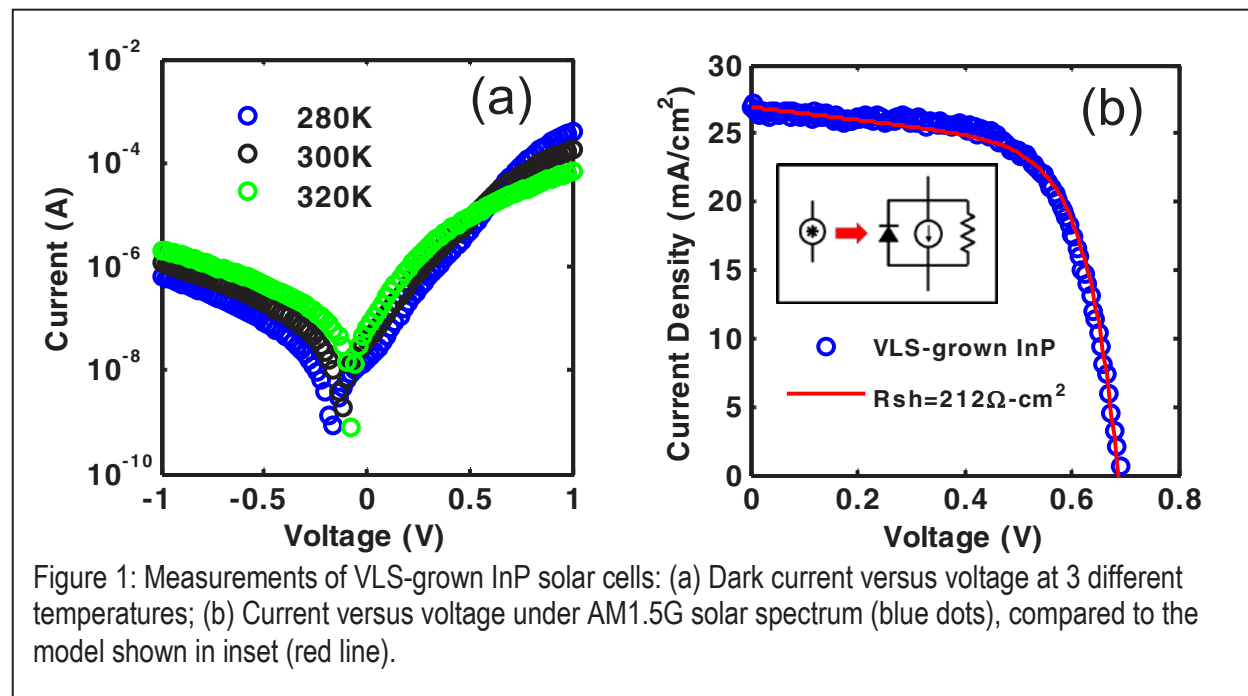 (a)
10^-2
10^-4
10^-6
10^-8
10^-10
Current (A)
280K
300K
320K
-1 -0.5 0 0.5 1
Voltage (V)
(b)
30
25
20
15
10
5
0
Current Density (mA/cm^2)
VLS-grown InP
Rsh=212Ω-cm^2
0 0.2 0.4 0.6 0.8
Voltage (V)
Figure 1: Measurements of VLS-grown InP solar cells: (a) Dark current versus voltage at 3 different
temperatures; (b) Current versus voltage under AM1.5G solar spectrum (blue dots), compared to the
model shown in inset (red line).